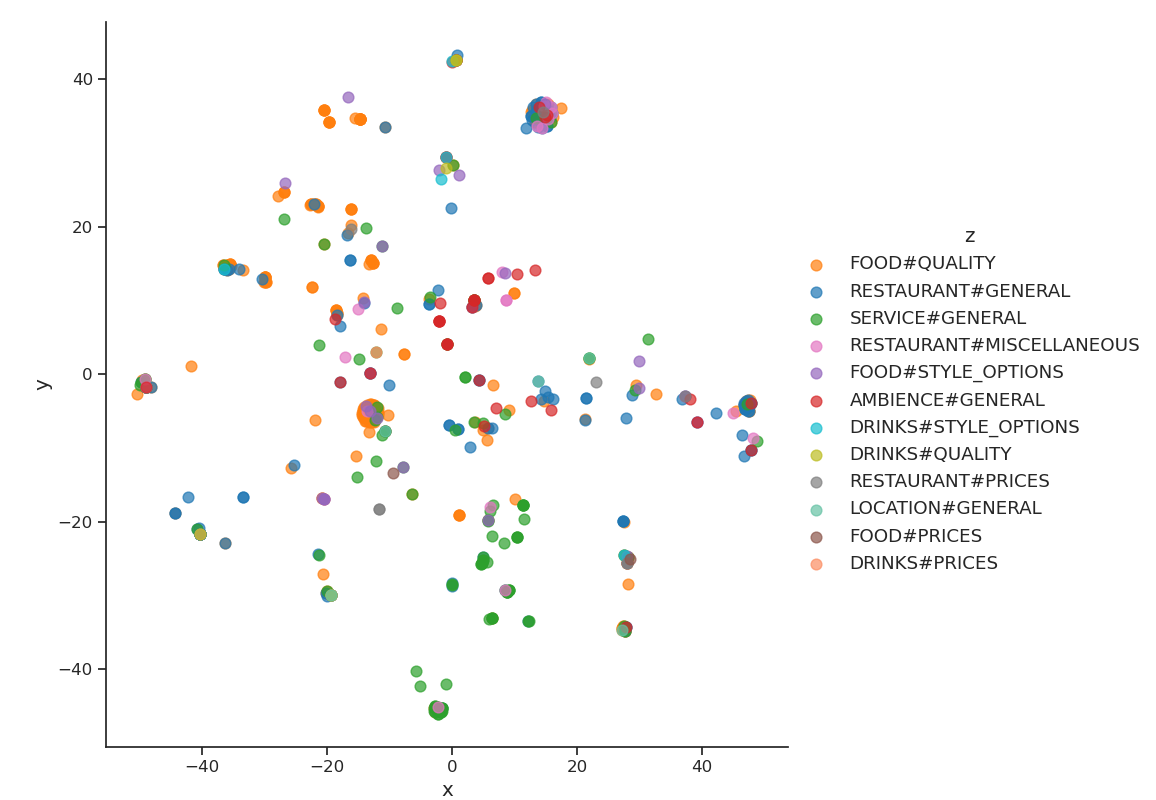 40
20
0
−20
−40
y
−40
−20
0
20
40
x
z
FOOD#QUALITY
RESTAURANT#GENERAL
SERVICE#GENERAL
RESTAURANT#MISCELLANEOUS
FOOD#STYLE_OPTIONS
AMBIENCE#GENERAL
DRINKS#STYLE_OPTIONS
DRINKS#QUALITY
RESTAURANT#PRICES
LOCATION#GENERAL
FOOD#PRICES
DRINKS#PRICES